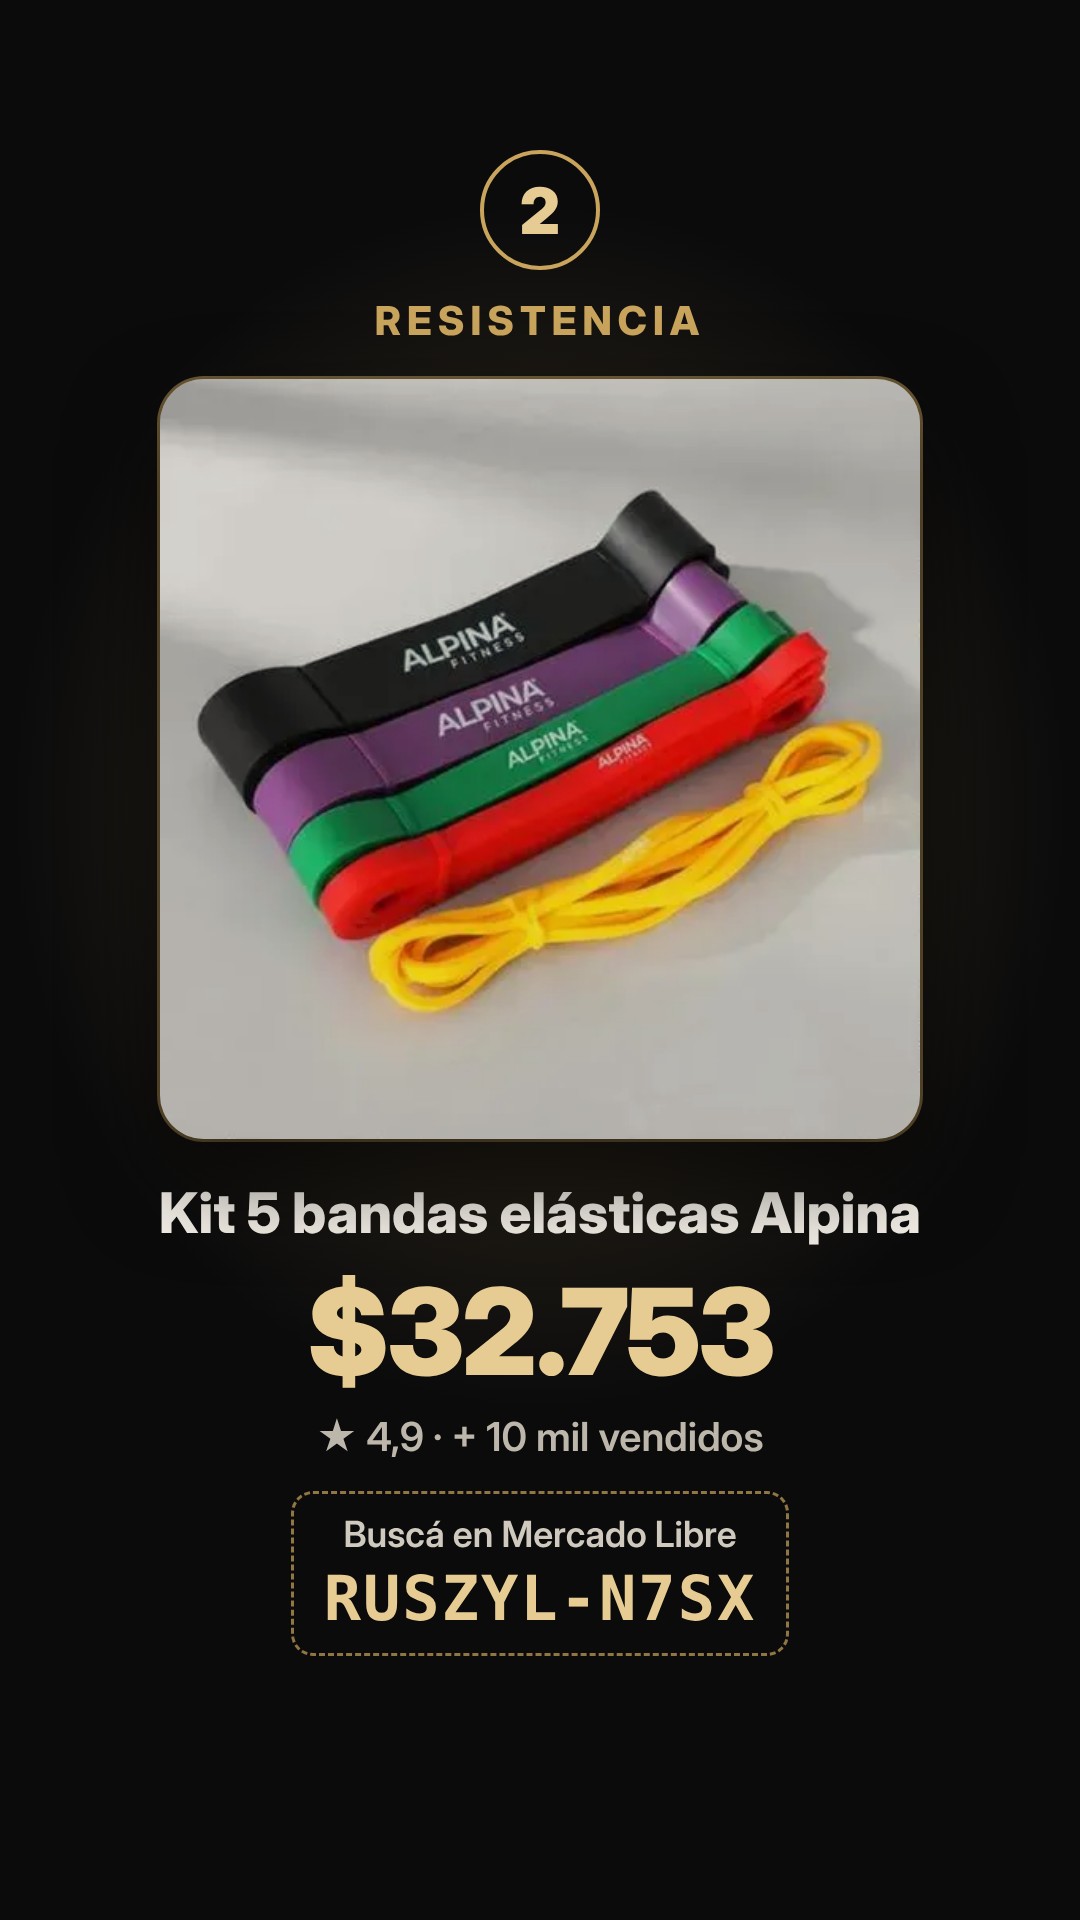 2
RESISTENCIA
ALPINA
FITNESS
ALPINA
FITNESS
ALPINA
FITNESS
ALPINA
FITNESS
Kit 5 bandas elásticas Alpina
$32.753
★ 4,9 · + 10 mil vendidos
Buscá en Mercado Libre
RUSZYL-N7SX